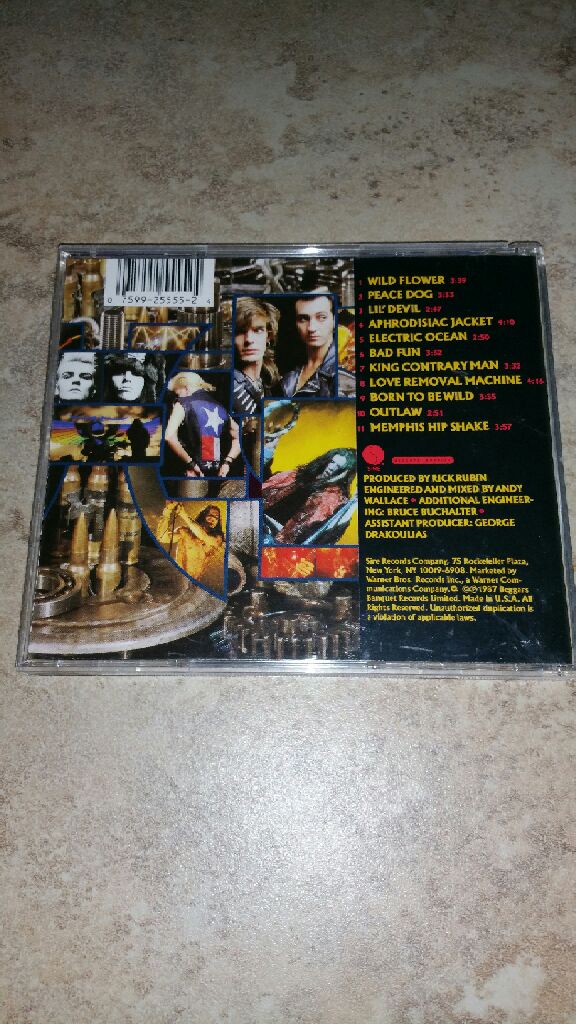 0 7599-25555-2 4
1 WILD FLOWER 3:39
2 PEACE DOG 3:33
3 LIL' DEVIL 2:47
4 APHRODISIAC JACKET 4:10
5 ELECTRIC OCEAN 2:50
6 BAD FUN 3:52
7 KING CONTRARY MAN 3:32
8 LOVE REMOVAL MACHINE 4:16
9 BORN TO BE WILD 3:55
10 OUTLAW 2:51
11 MEMPHIS HIP SHAKE 3:57
SIRE
BEGGARS BANQUET
PRODUCED BY RICK RUBIN
ENGINEERED AND MIXED BY ANDY
WALLACE • ADDITIONAL ENGINEER-
ING: BRUCE BUCHALTER •
ASSISTANT PRODUCER: GEORGE
DRAKOULIAS
Sire Records Company, 75 Rockefeller Plaza,
New York, NY 10019-6908. Marketed by
Warner Bros. Records Inc., a Warner Com-
munications Company. ©℗1987 Beggars
Banquet Records Limited. Made in U.S.A. All
Rights Reserved. Unauthorized duplication is
a violation of applicable laws.